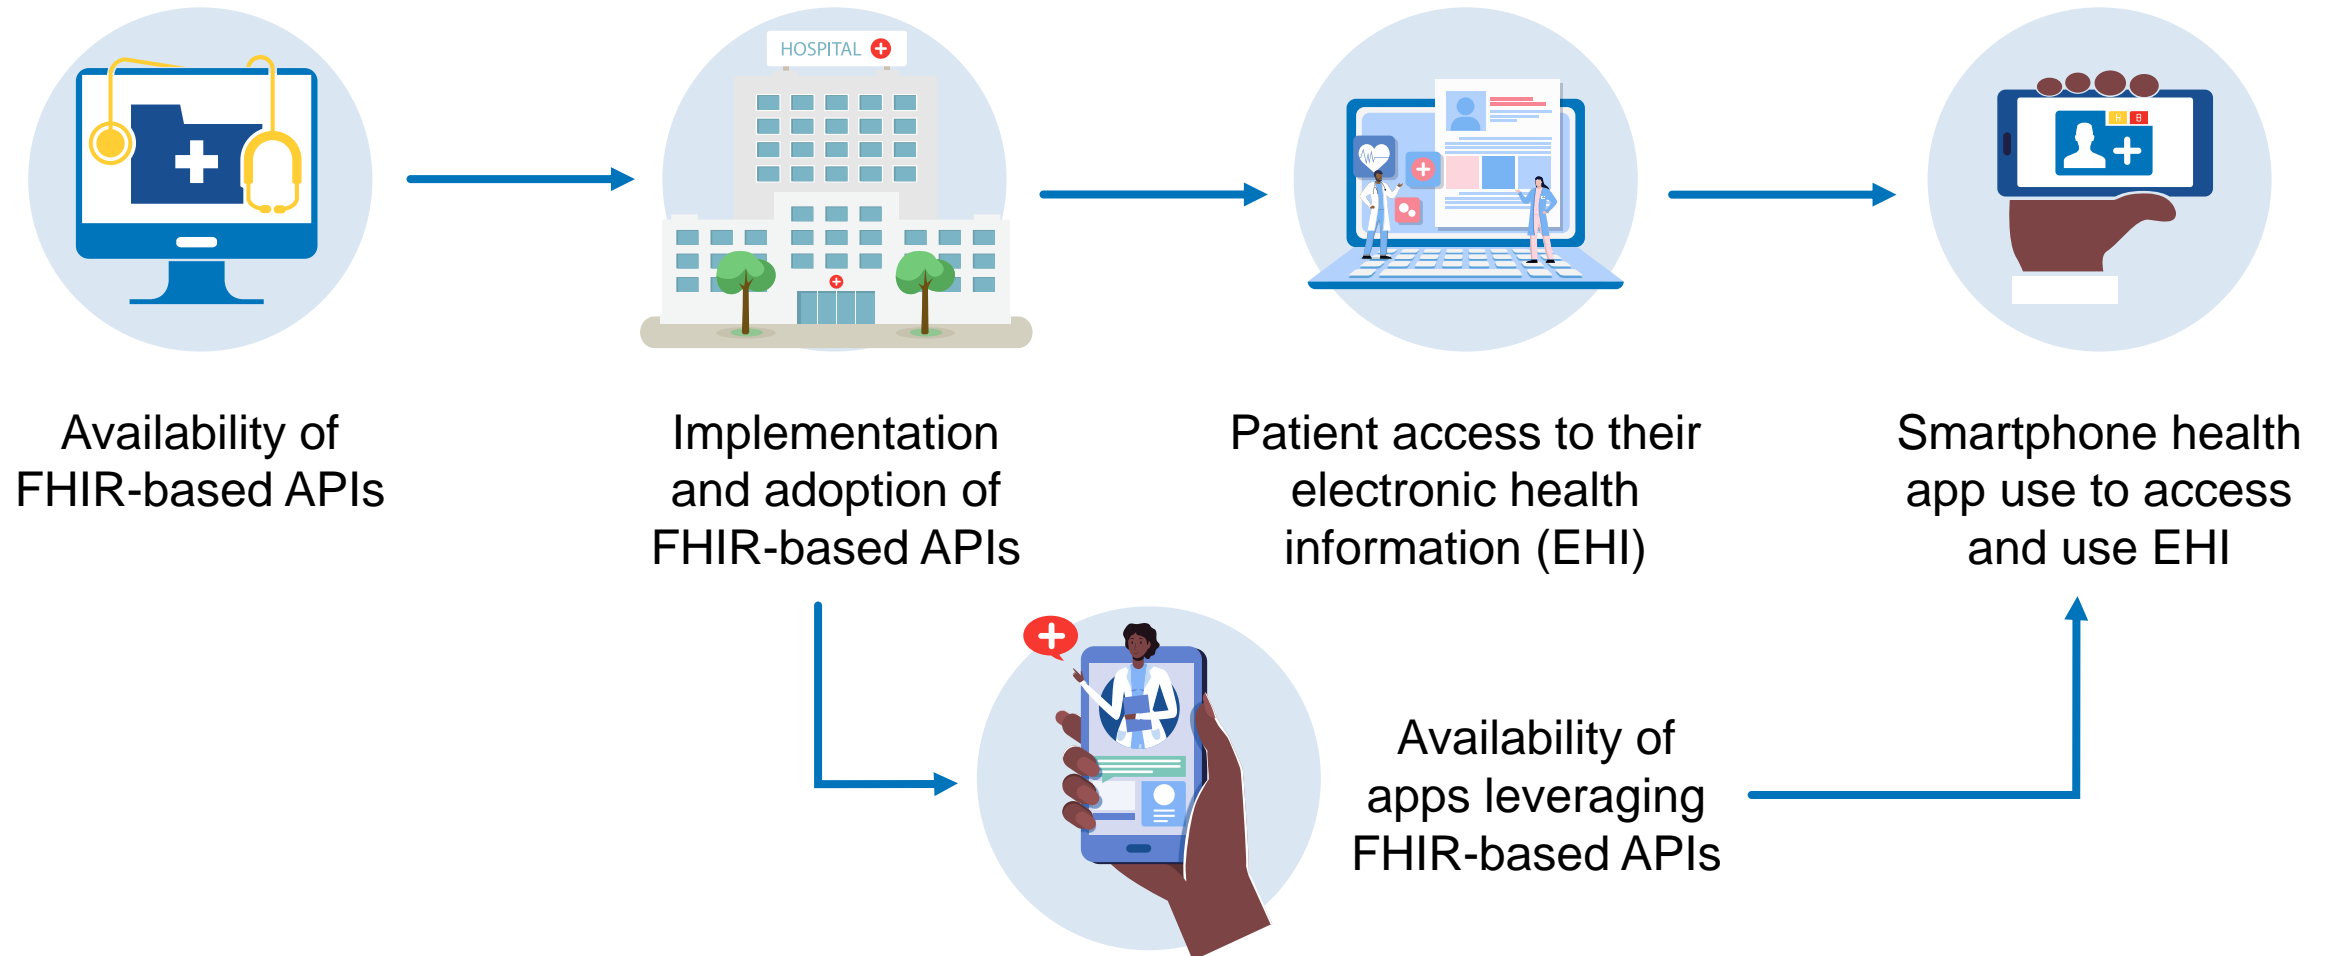 HOSPITAL
Availability of
FHIR-based APIs
Implementation
and adoption of
FHIR-based APIs
Patient access to their
electronic health
information (EHI)
Smartphone health
app use to access
and use EHI
Availability of
apps leveraging
FHIR-based APIs